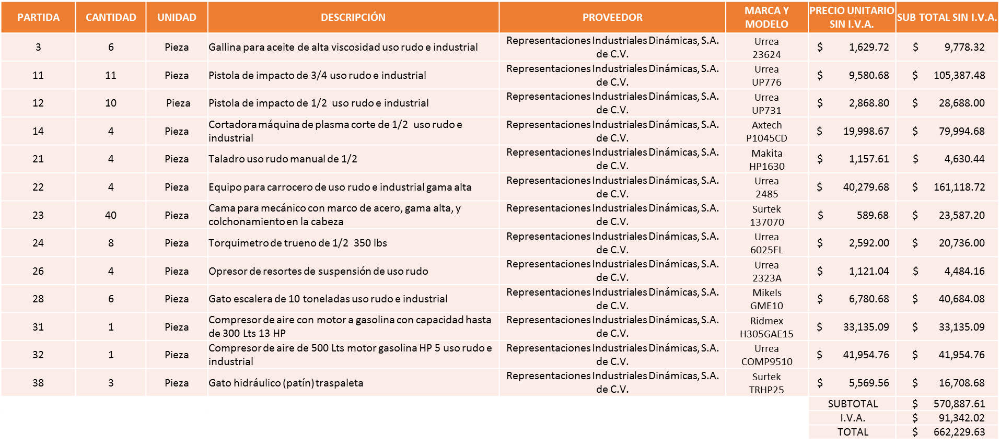 PARTIDA CANTIDAD UNIDAD DESCRIPCIÓN PROVEEDOR MARCA Y MODELO PRECIO UNITARIO SIN I.V.A. SUB TOTAL SIN I.V.A.
3 6 Pieza Gallina para aceite de alta viscosidad uso rudo e industrial Representaciones Industriales Dinámicas, S.A. de C.V. Urrea 23624 $ 1,629.72 $ 9,778.32
11 11 Pieza Pistola de impacto de 3/4 uso rudo e industrial Representaciones Industriales Dinámicas, S.A. de C.V. Urrea UP776 $ 9,580.68 $ 105,387.48
12 10 Pieza Pistola de impacto de 1/2 uso rudo e industrial Representaciones Industriales Dinámicas, S.A. de C.V. Urrea UP731 $ 2,868.80 $ 28,688.00
14 4 Pieza Cortadora máquina de plasma corte de 1/2 uso rudo e industrial Representaciones Industriales Dinámicas, S.A. de C.V. Axtech P1045CD $ 19,998.67 $ 79,994.68
21 4 Pieza Taladro uso rudo manual de 1/2 Representaciones Industriales Dinámicas, S.A. de C.V. Makita HP1630 $ 1,157.61 $ 4,630.44
22 4 Pieza Equipo para carrocero de uso rudo e industrial gama alta Representaciones Industriales Dinámicas, S.A. de C.V. Urrea 2485 $ 40,279.68 $ 161,118.72
23 40 Pieza Cama para mecánico con marco de acero, gama alta, y colchonamiento en la cabeza Representaciones Industriales Dinámicas, S.A. de C.V. Surtek 137070 $ 589.68 $ 23,587.20
24 8 Pieza Torquimetro de trueno de 1/2 350 lbs Representaciones Industriales Dinámicas, S.A. de C.V. Urrea 6025FL $ 2,592.00 $ 20,736.00
26 4 Pieza Opresor de resortes de suspensión de uso rudo Representaciones Industriales Dinámicas, S.A. de C.V. Urrea 2323A $ 1,121.04 $ 4,484.16
28 6 Pieza Gato escalera de 10 toneladas uso rudo e industrial Representaciones Industriales Dinámicas, S.A. de C.V. Mikels GME10 $ 6,780.68 $ 40,684.08
31 1 Pieza Compresor de aire con motor a gasolina con capacidad hasta de 300 Lts 13 HP Representaciones Industriales Dinámicas, S.A. de C.V. Ridmex H305GAE15 $ 33,135.09 $ 33,135.09
32 1 Pieza Compresor de aire de 500 Lts motor gasolina HP 5 uso rudo e industrial Representaciones Industriales Dinámicas, S.A. de C.V. Urrea COMP9510 $ 41,954.76 $ 41,954.76
38 3 Pieza Gato hidráulico (patín) traspaleta Representaciones Industriales Dinámicas, S.A. de C.V. Surtek TRHP25 $ 5,569.56 $ 16,708.68
SUBTOTAL $ 570,887.61
I.V.A. $ 91,342.02
TOTAL $ 662,229.63